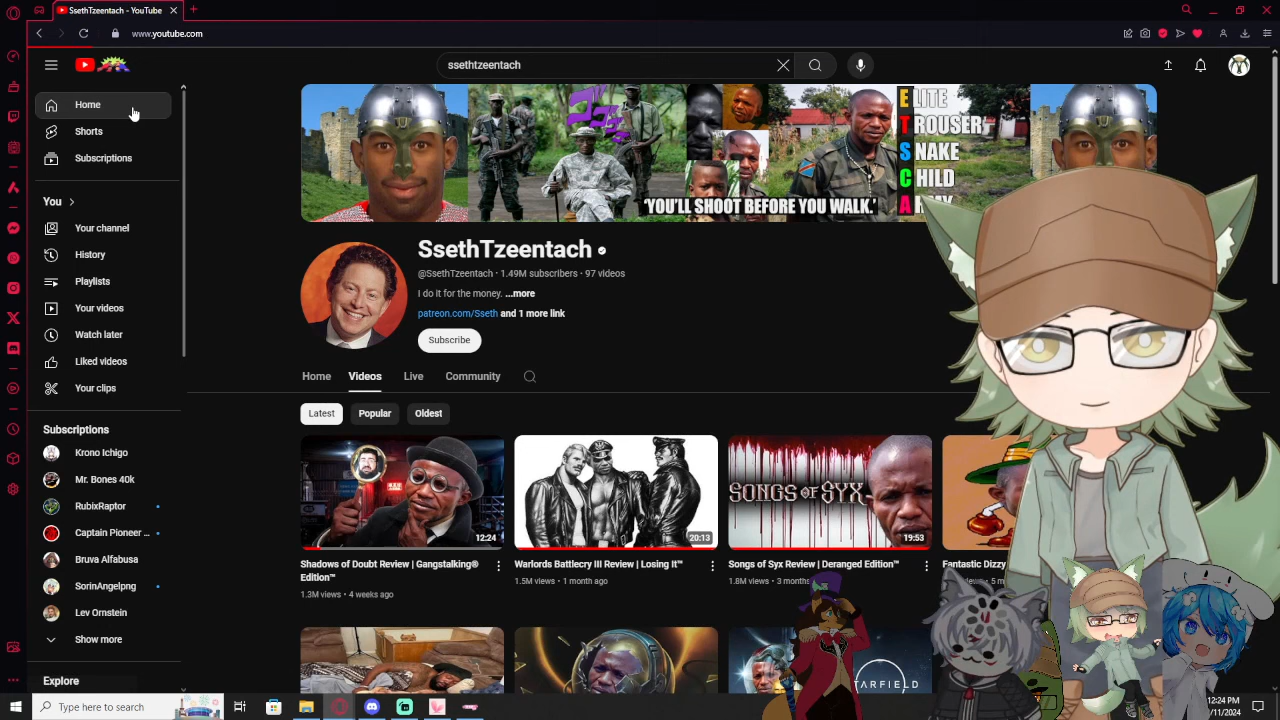 SsethTzeentach - YouTube
www.youtube.com
ssethtzeentach
Home
Shorts
Subscriptions
You
Your channel
History
Playlists
Your videos
Watch later
Liked videos
Your clips
Subscriptions
Krono Ichigo
Mr. Bones 40k
RubixRaptor
Captain Pioneer ...
Bruva Alfabusa
SorinAngelpng
Lev Ornstein
Show more
Explore
ELITE
TROUSER
SNAKE
CHILD
'YOU'LL SHOOT BEFORE YOU WALK.'
SsethTzeentach
@SsethTzeentach • 1.49M subscribers • 97 videos
I do it for the money. ...more
patreon.com/Sseth and 1 more link
Subscribe
Home Videos Live Community
Latest Popular Oldest
12:24
20:13
SONGS OF SYX
19:53
Shadows of Doubt Review | Gangstalking® Edition™
1.3M views • 4 weeks ago
Warlords Battlecry III Review | Losing It™
1.5M views • 1 month ago
Songs of Syx Review | Deranged Edition™
1.8M views • 3 months
Fantastic Dizzy
Type here to search
12:24 PM
/11/2024